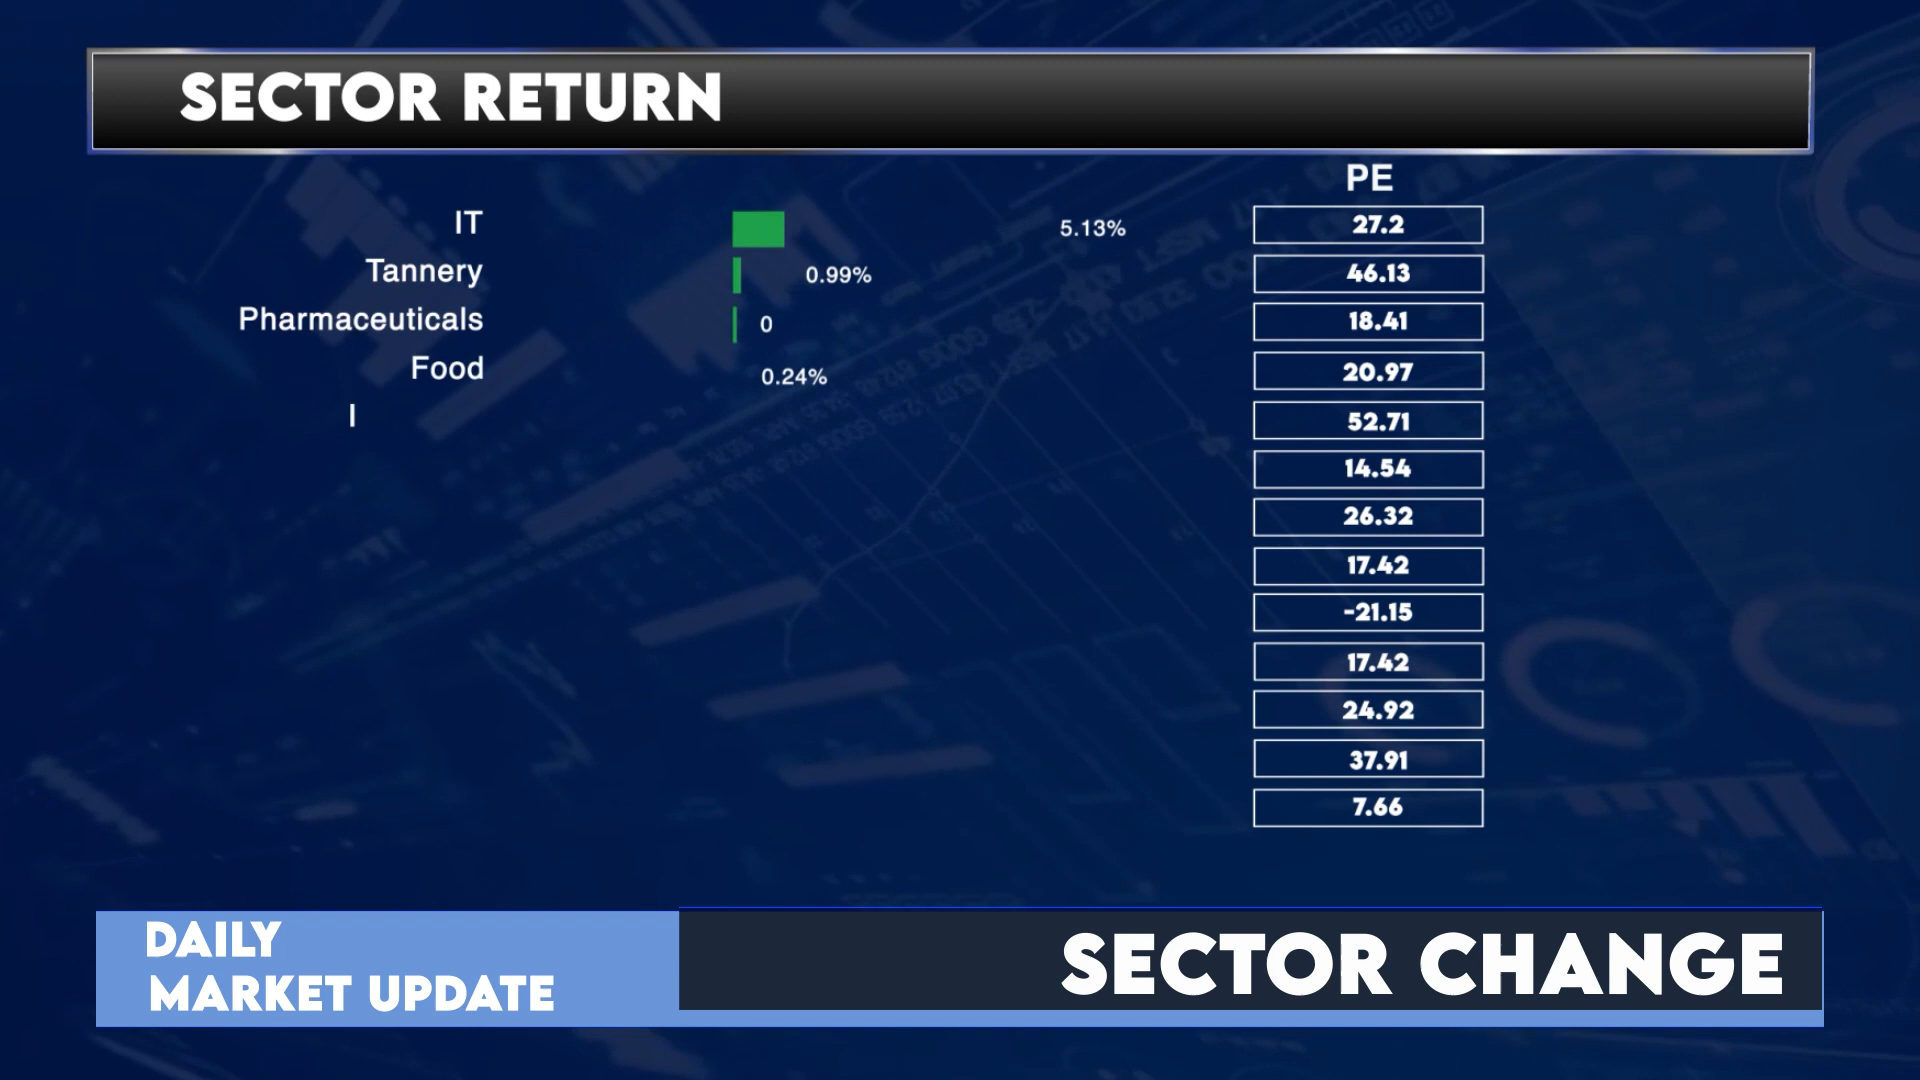 SECTOR RETURN
PE
IT 5.13% 27.2
Tannery 0.99% 46.13
Pharmaceuticals 0 18.41
Food 0.24% 20.97
I 52.71
14.54
26.32
17.42
-21.15
17.42
24.92
37.91
7.66
DAILY
MARKET UPDATE
SECTOR CHANGE